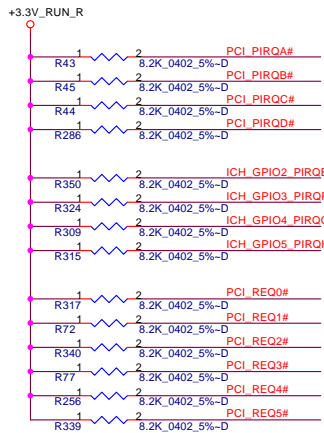 +3.3V_RUN_R
1 2 PCI_PIRQA#
R43 8.2K_0402_5%~D
1 2 PCI_PIRQB#
R45 8.2K_0402_5%~D
1 2 PCI_PIRQC#
R44 8.2K_0402_5%~D
1 2 PCI_PIRQD#
R286 8.2K_0402_5%~D
1 2 ICH_GPIO2_PIRQE
R350 8.2K_0402_5%~D
1 2 ICH_GPIO3_PIRQF
R324 8.2K_0402_5%~D
1 2 ICH_GPIO4_PIRQG
R309 8.2K_0402_5%~D
1 2 ICH_GPIO5_PIRQH
R315 8.2K_0402_5%~D
1 2 PCI_REQ0#
R317 8.2K_0402_5%~D
1 2 PCI_REQ1#
R72 8.2K_0402_5%~D
1 2 PCI_REQ2#
R340 8.2K_0402_5%~D
1 2 PCI_REQ3#
R77 8.2K_0402_5%~D
1 2 PCI_REQ4#
R256 8.2K_0402_5%~D
1 2 PCI_REQ5#
R339 8.2K_0402_5%~D